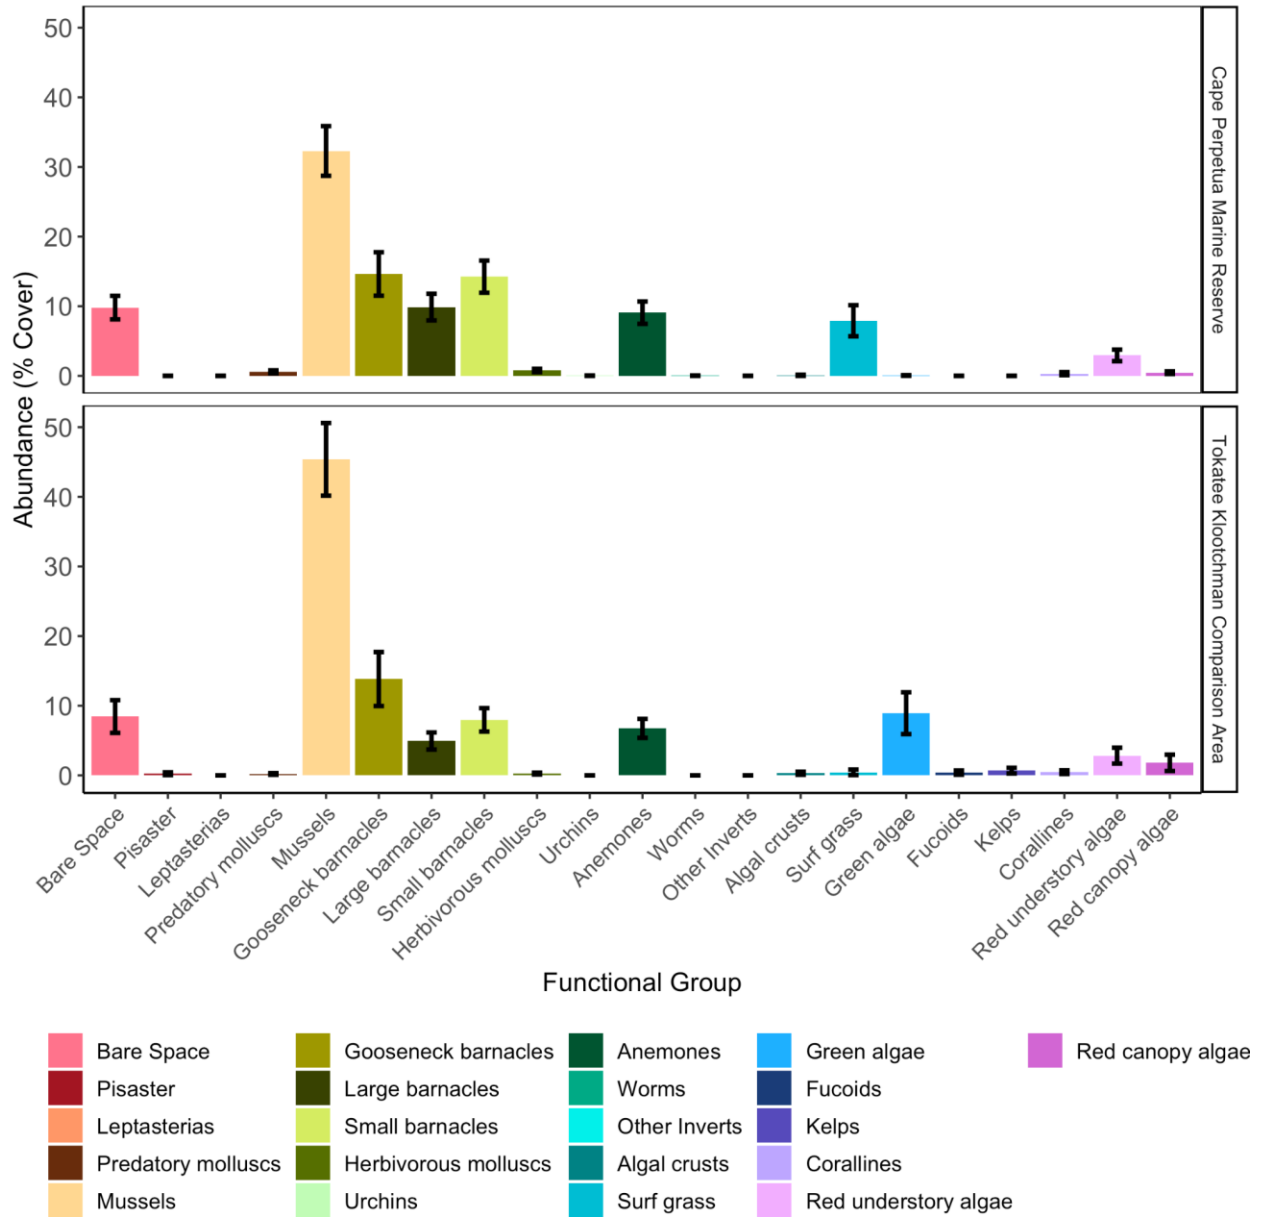 Abundance (% Cover)
50
40
30
20
10
0
Cape Perpetua Marine Reserve
50
40
30
20
10
0
Tokatee Klootchman Comparison Area
Bare Space
Pisaster
Leptasterias
Predatory molluscs
Mussels
Gooseneck barnacles
Large barnacles
Small barnacles
Herbivorous molluscs
Urchins
Anemones
Worms
Other Inverts
Algal crusts
Surf grass
Green algae
Fucoids
Kelps
Corallines
Red understory algae
Red canopy algae
Functional Group
Bare Space
Pisaster
Leptasterias
Predatory molluscs
Mussels
Gooseneck barnacles
Large barnacles
Small barnacles
Herbivorous molluscs
Urchins
Anemones
Worms
Other Inverts
Algal crusts
Surf grass
Green algae
Fucoids
Kelps
Corallines
Red understory algae
Red canopy algae